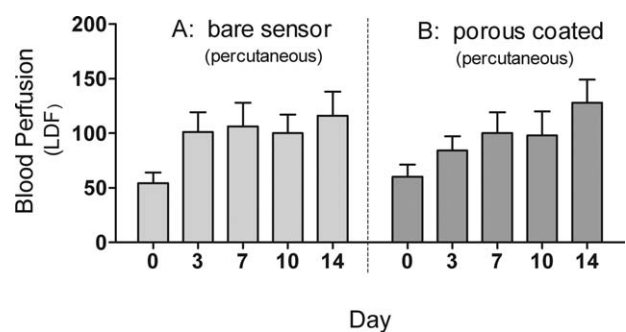 A: bare sensor
(percutaneous)
B: porous coated
(percutaneous)
Blood Perfusion
(LDF)
200
150
100
50
0
0 3 7 10 14
0 3 7 10 14
Day